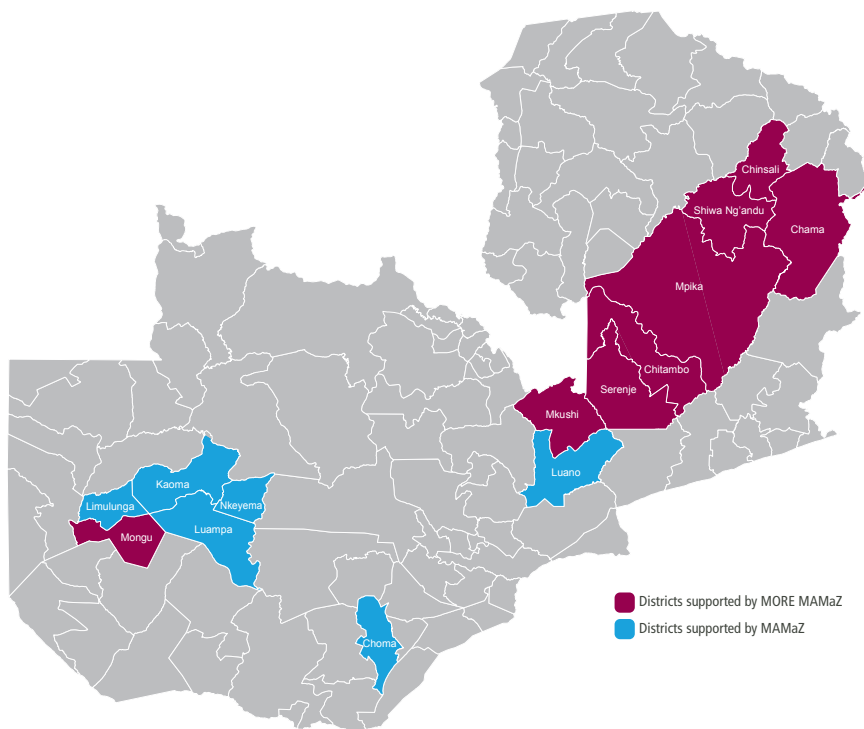 Chinsali
Shiwa Ng'andu
Chama
Mpika
Chitambo
Serenje
Mkushi
Luano
Kaoma
Nkeyema
Limulunga
Luampa
Mongu
Choma
Districts supported by MORE MAMaZ
Districts supported by MAMaZ